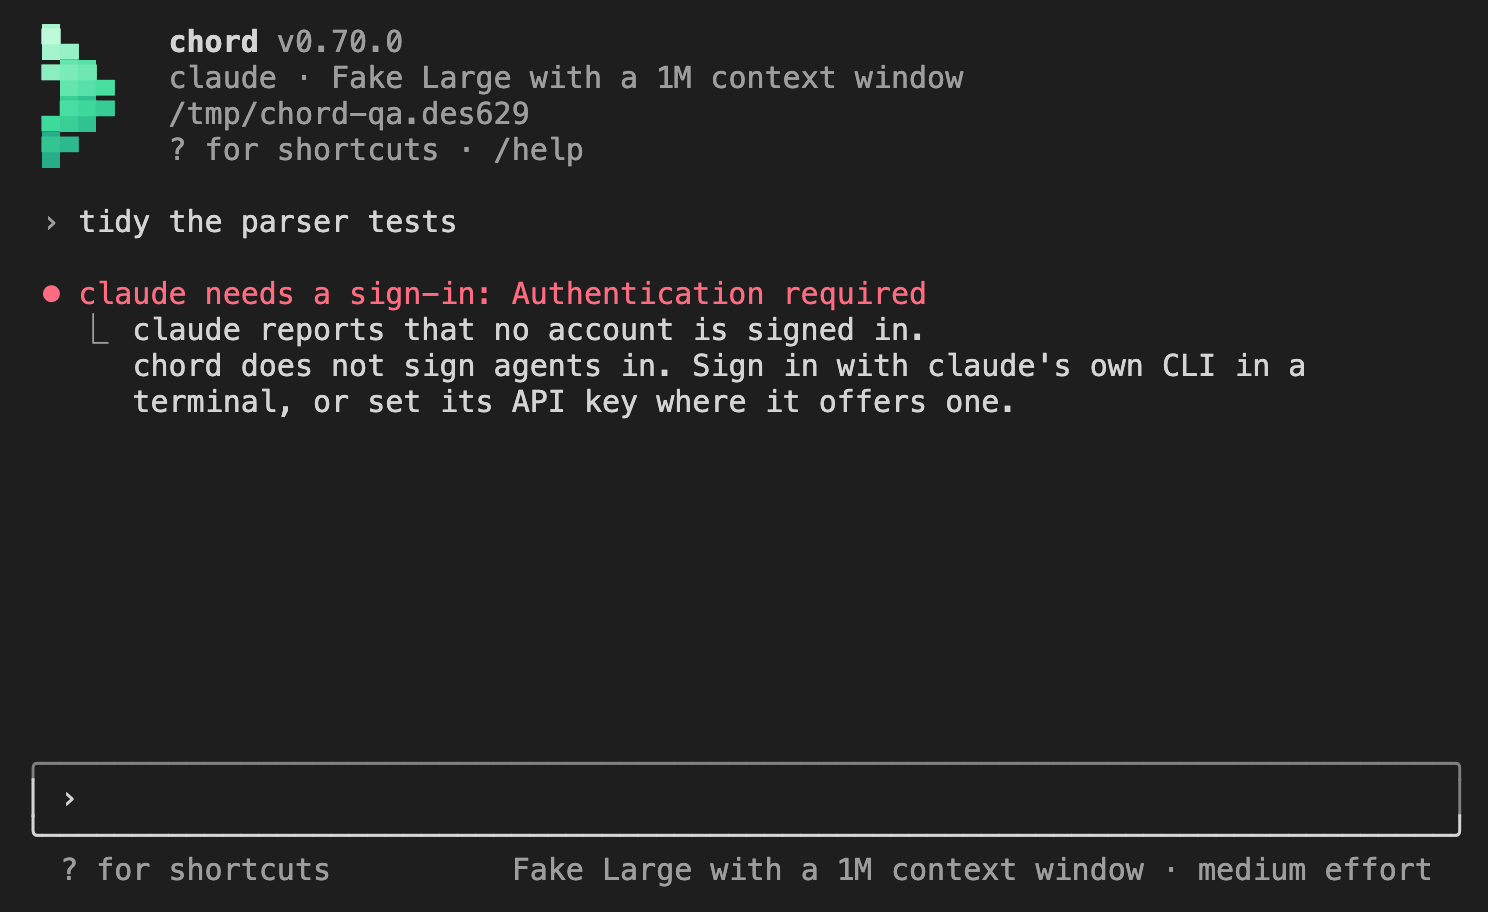 chord v0.70.0
claude · Fake Large with a 1M context window
/tmp/chord-qa.des629
? for shortcuts · /help
› tidy the parser tests
● claude needs a sign-in: Authentication required
⎿ claude reports that no account is signed in.
chord does not sign agents in. Sign in with claude's own CLI in a
terminal, or set its API key where it offers one.
›
? for shortcuts Fake Large with a 1M context window · medium effort